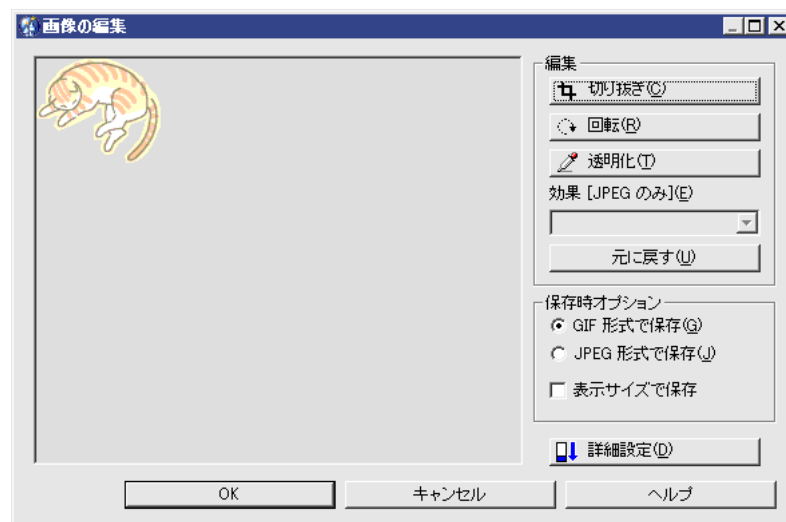 画像の編集
編集
切り抜き(C)
回転(R)
透明化(T)
効果 [JPEG のみ](E)
元に戻す(U)
保存時オプション
GIF 形式で保存(G)
JPEG 形式で保存(J)
表示サイズで保存
詳細設定(D)
OK
キャンセル
ヘルプ